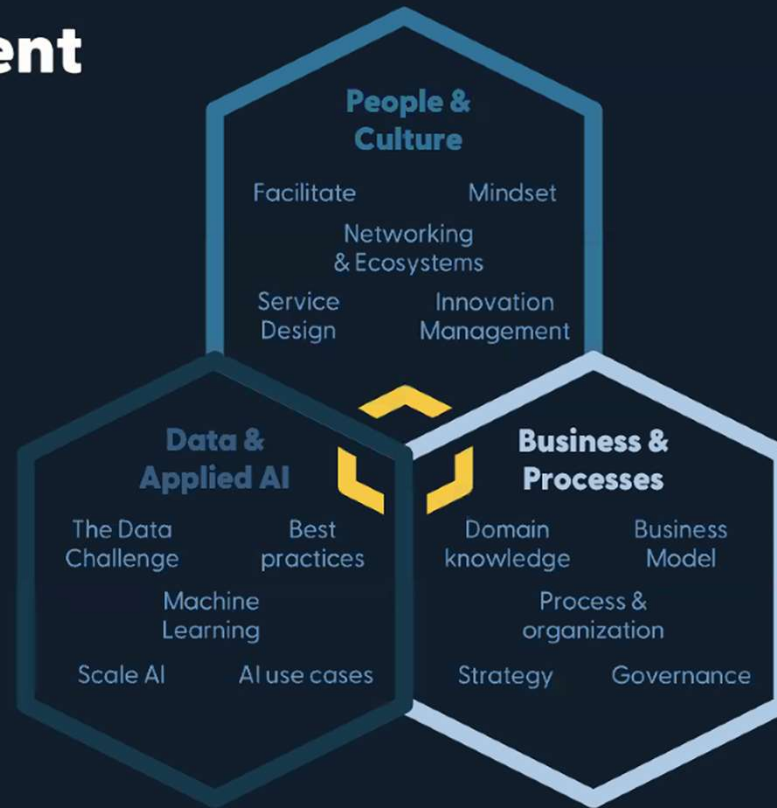 ent
People &
Culture
Facilitate
Mindset
Networking
& Ecosystems
Service
Design
Innovation
Management
Data &
Applied AI
The Data
Challenge
Best
practices
Machine
Learning
Scale AI
AI use cases
Business &
Processes
Domain
knowledge
Business
Model
Process &
organization
Strategy
Governance